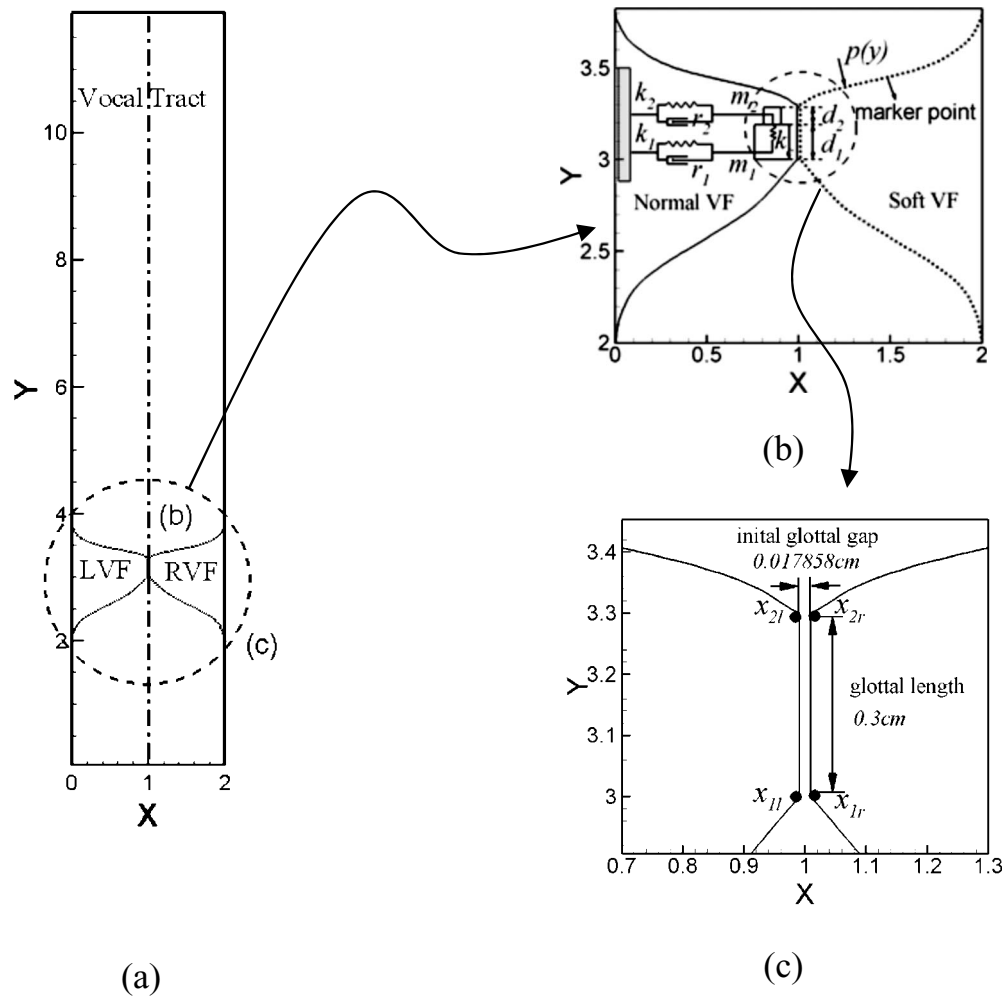 Vocal Tract
10
8
Y
6
4
(b)
LVF
RVF
2
(c)
0
1
2
X
(a)
3.5
p(y)
k2
m2
r2
d2
marker point
k
k1
d1
3
m1
r1
Y
Normal VF
Soft VF
2.5
2
0
0.5
1
1.5
2
X
(b)
3.4
inital glottal gap
0.017858cm
3.3
x2l
x2r
3.2
Y
glottal length
0.3cm
3.1
3
x1l
x1r
0.7
0.8
0.9
1
1.1
1.2
1.3
X
(c)